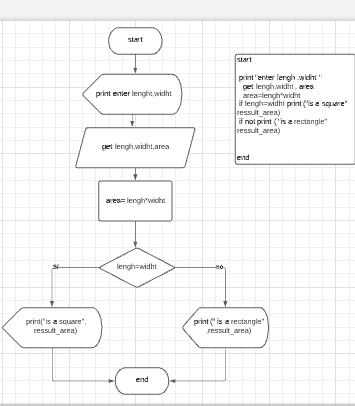 start
print enter lenght,widht
get lengh,widht,area
area= lengh*widht
lengh=widht
si
no
print("is a square",
ressult_area)
print (" is a rectangle"
,ressult_area)
end
start
print "enter lengh .widht "
get lengh,widht , area
area=lengh*widht
if lengh=widht print ("is a square"
ressult_area)
if not print ( "is a rectangle"
ressult_area)
end